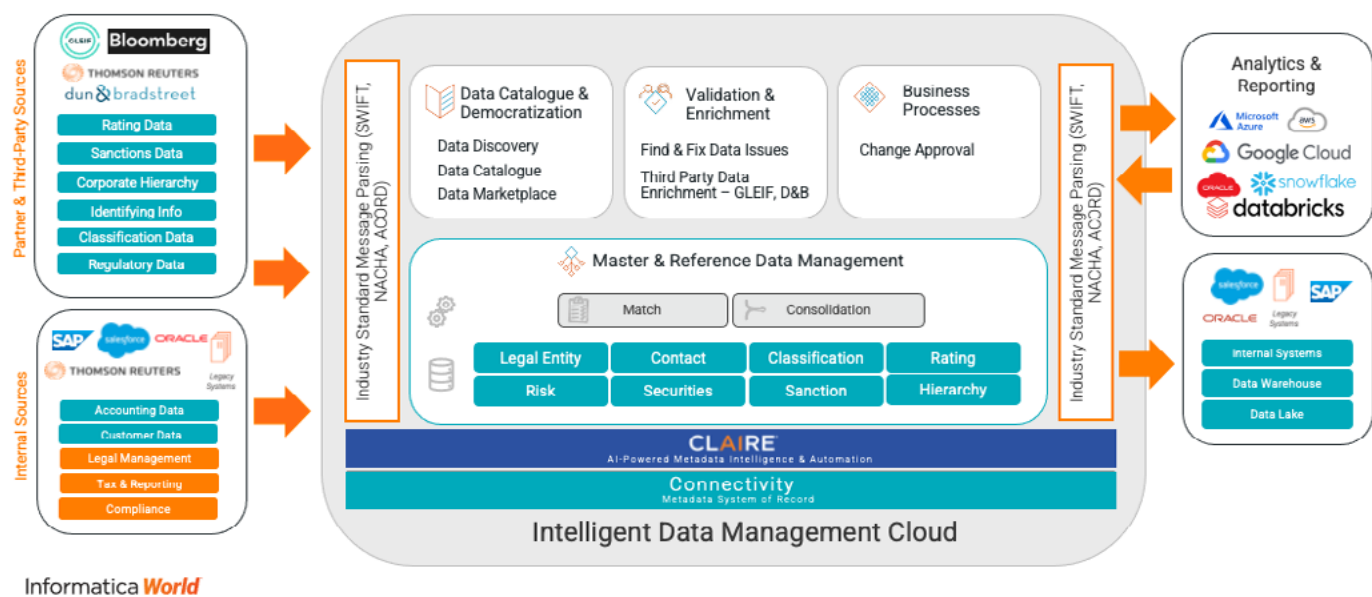 Partner & Third-Party Sources
GLEIF
Bloomberg
THOMSON REUTERS
dun & bradstreet
Rating Data
Sanctions Data
Corporate Hierarchy
Identifying Info
Classification Data
Regulatory Data
Internal Sources
SAP
salesforce
ORACLE
THOMSON REUTERS
Legacy
Systems
Accounting Data
Customer Data
Legal Management
Tax & Reporting
Compliance
Industry Standard Message Parsing (SWIFT,
NACHA, ACORD)
Data Catalogue &
Democratization
Data Discovery
Data Catalogue
Data Marketplace
Validation &
Enrichment
Find & Fix Data Issues
Third Party Data
Enrichment – GLEIF, D&B
Business
Processes
Change Approval
Master & Reference Data Management
Match
Consolidation
Legal Entity
Contact
Classification
Rating
Risk
Securities
Sanction
Hierarchy
CLAIRE
AI-Powered Metadata Intelligence & Automation
Connectivity
Metadata System of Record
Intelligent Data Management Cloud
Industry Standard Message Parsing (SWIFT,
NACHA, ACORD)
Analytics &
Reporting
Microsoft
Azure
aws
Google Cloud
ORACLE
snowflake
databricks
salesforce
SAP
ORACLE
Legacy
Systems
Internal Systems
Data Warehouse
Data Lake
Informatica World